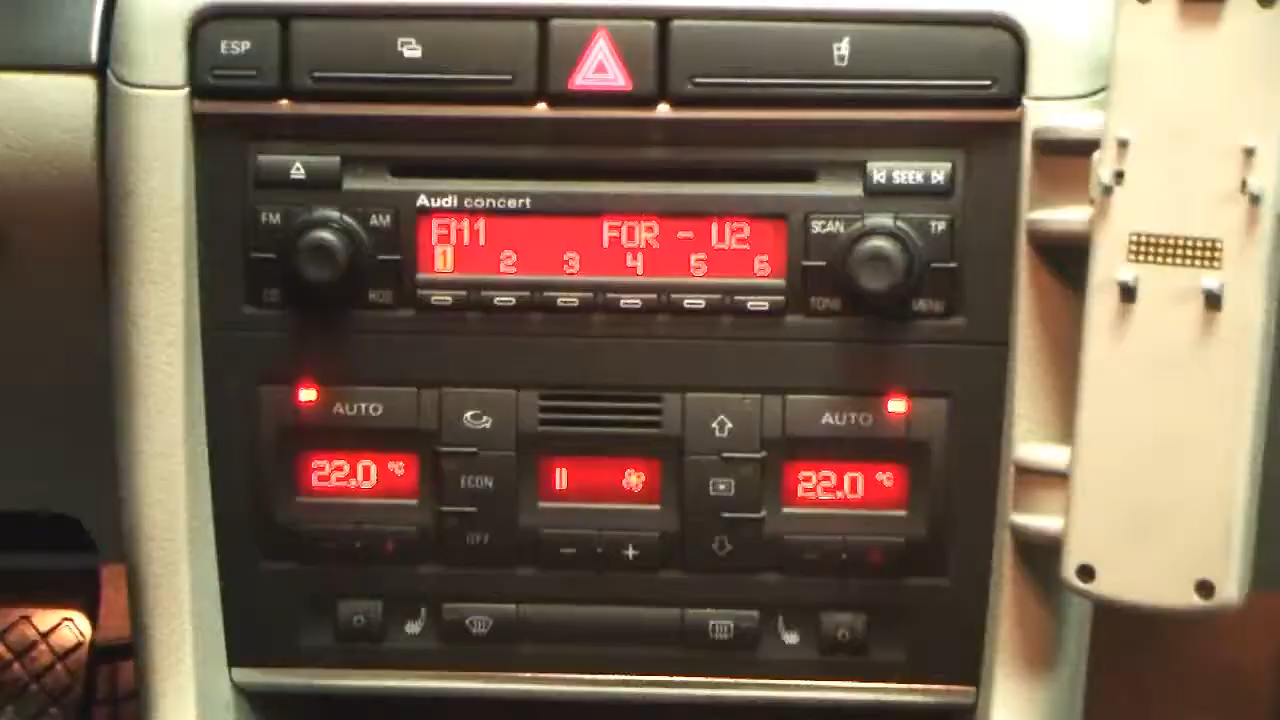 ESP
SEEK
Audi concert
FM AM
FM1 FOR - U2
SCAN TP
1 2 3 4 5 6
CD
TONE MENU
AUTO AUTO
22.0 °C 22.0 °C
ECON
OFF